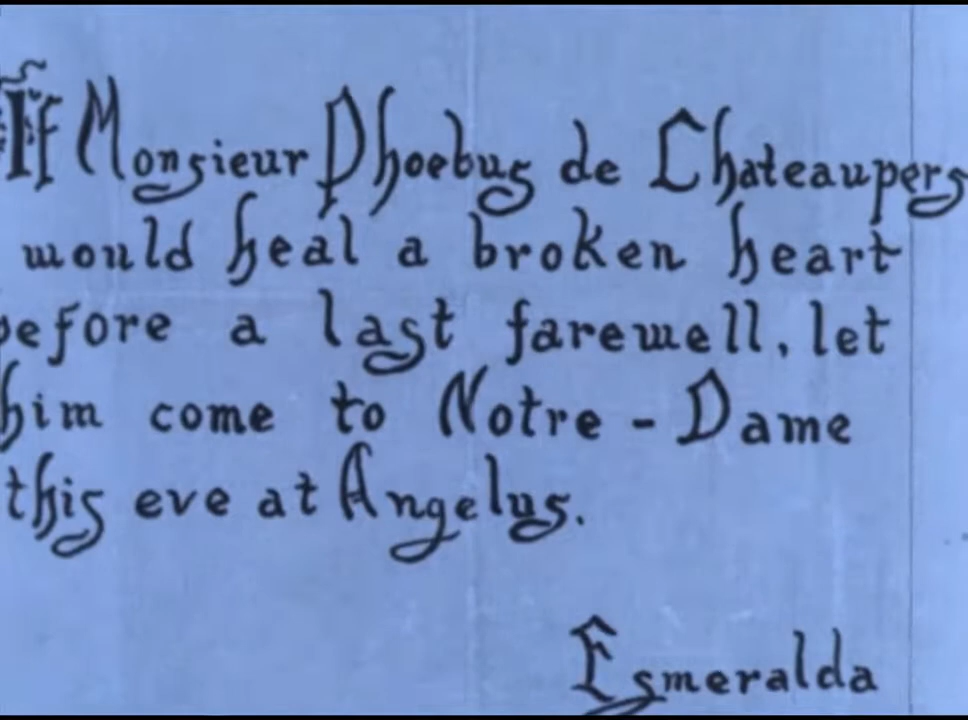 If Monsieur Phoebus de Chateaupers
would heal a broken heart
before a last farewell, let
him come to Notre-Dame
this eve at Angelus.
Esmeralda